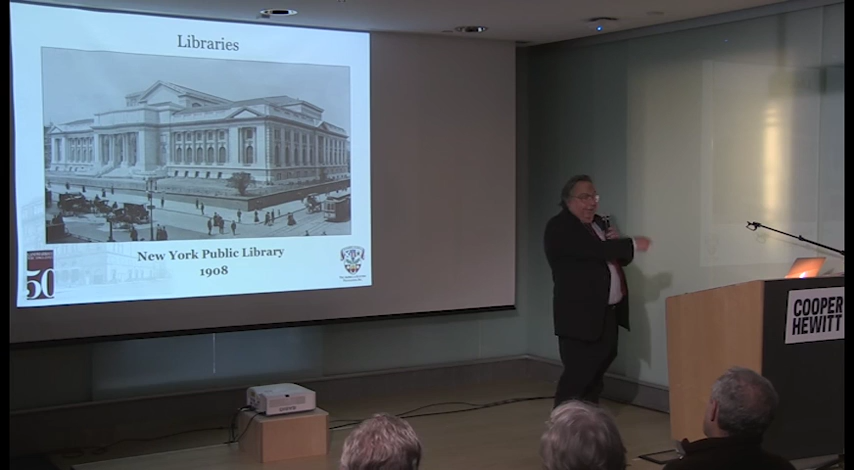 Libraries
New York Public Library
1908
50
COOPER
HEWITT